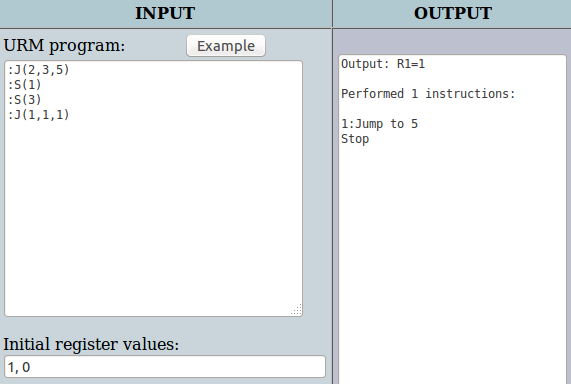 INPUT
OUTPUT
URM program:
Example
:J(2,3,5)
:S(1)
:S(3)
:J(1,1,1)
Initial register values:
1, 0
Output: R1=1
Performed 1 instructions:
1:Jump to 5
Stop